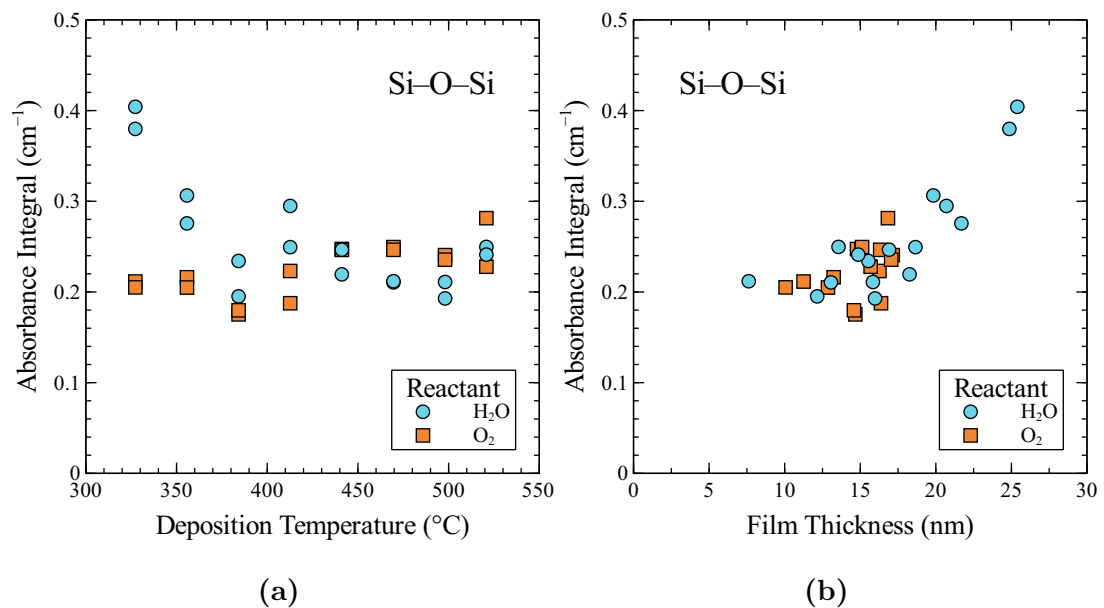 0.5
0.4
0.3
0.2
0.1
0
Absorbance Integral (cm⁻¹)
Si–O–Si
Reactant
H₂O
O₂
300 350 400 450 500 550
Deposition Temperature (°C)
(a)
0.5
0.4
0.3
0.2
0.1
0
Absorbance Integral (cm⁻¹)
Si–O–Si
Reactant
H₂O
O₂
0 5 10 15 20 25 30
Film Thickness (nm)
(b)